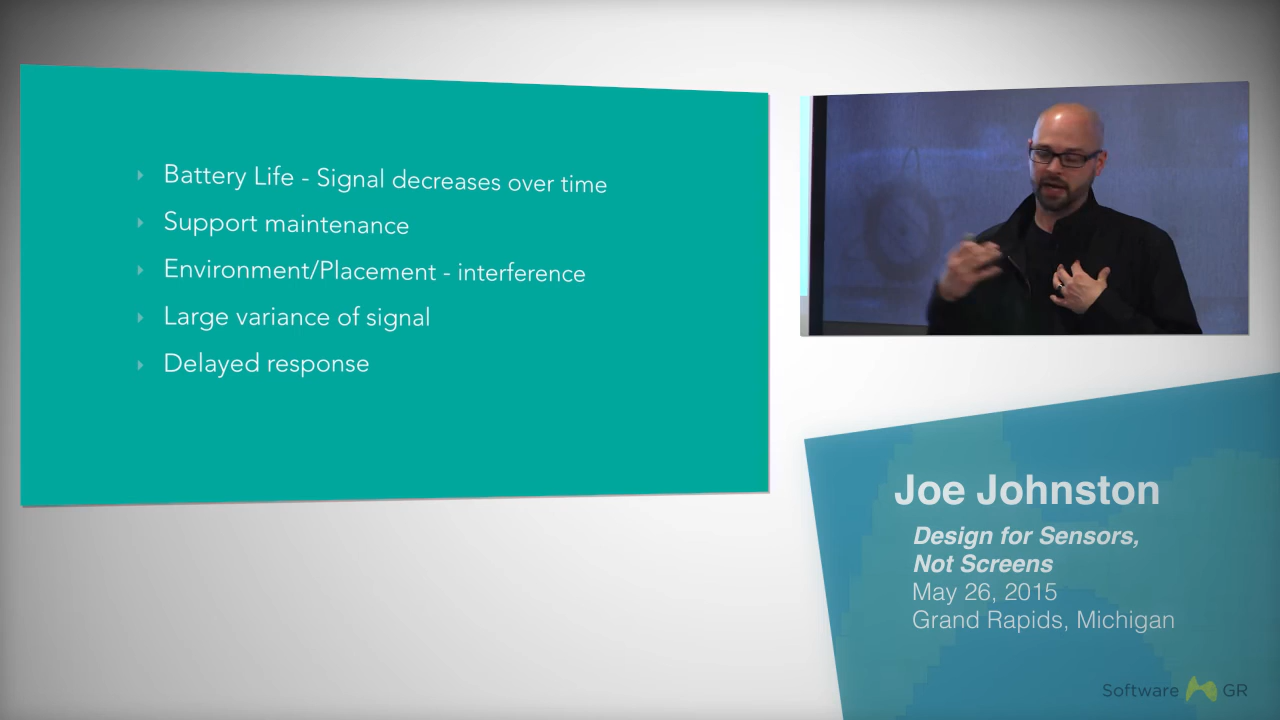 Battery Life - Signal decreases over time
Support maintenance
Environment/Placement - interference
Large variance of signal
Delayed response
Joe Johnston
Design for Sensors,
Not Screens
May 26, 2015
Grand Rapids, Michigan
Software GR